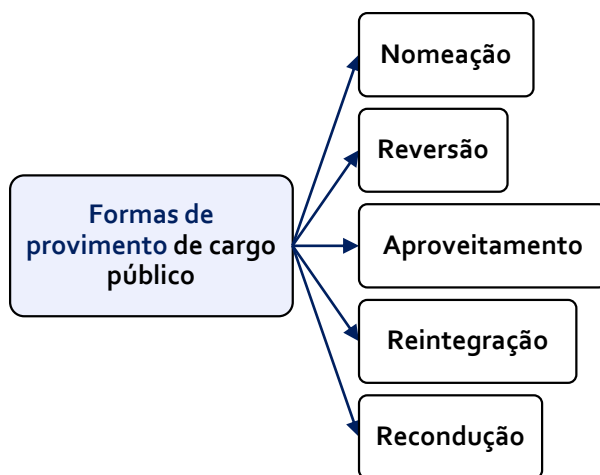 Formas de
provimento de cargo
público
Nomeação
Reversão
Aproveitamento
Reintegração
Recondução